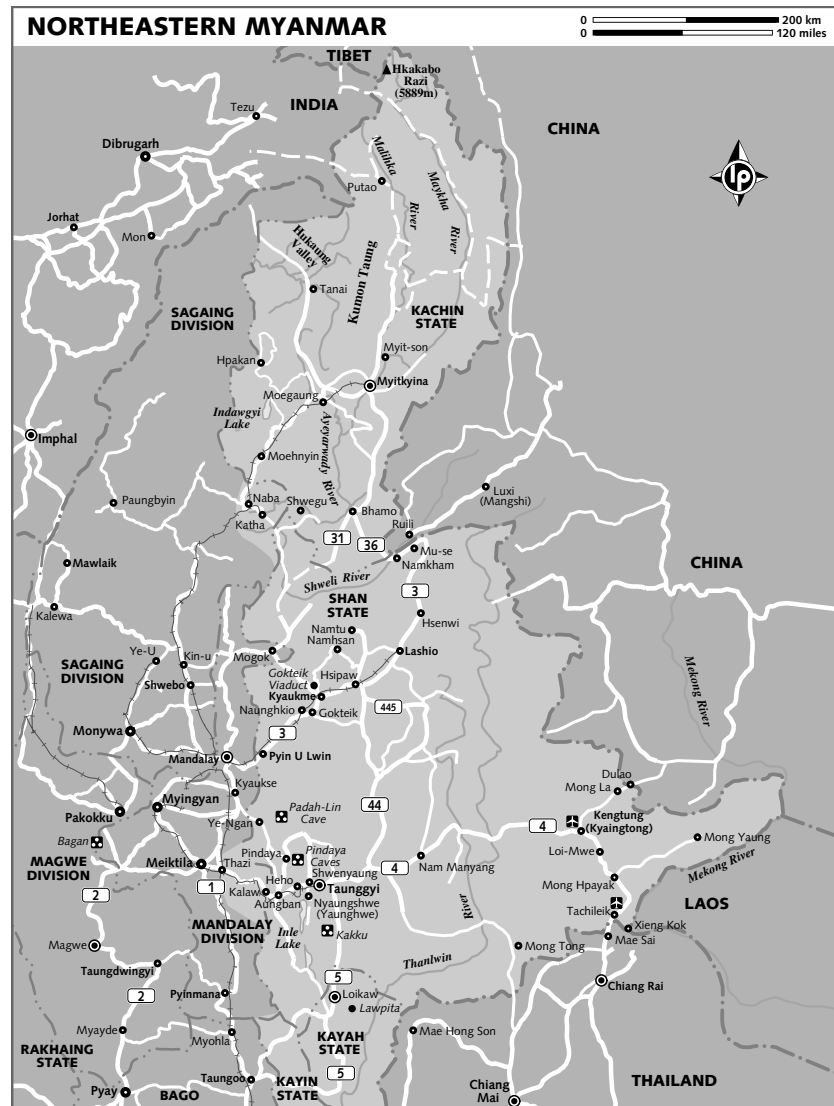 NORTHEASTERN MYANMAR
0 200 km
0 120 miles
TIBET
Hkakabo
Razi
(5889m)
INDIA
Tezu
CHINA
Dibrugarh
Malihka
River
Maykha
River
lp
Putao
Jorhat
Mon
Hukaung
Valley
Kumon Taung
Tanai
SAGAING
DIVISION
KACHIN
STATE
Myit-son
Hpakan
Myitkyina
Moegaung
Indawgyi
Lake
Ayeyarwady River
Imphal
Moehnyin
Luxi
(Mangshi)
Paungbyin
Naba
Shwegu
Katha
Bhamo
Ruili
31
36
Mu-se
Namkham
Mawlaik
CHINA
Shweli River
3
SHAN
STATE
Kalewa
Hsenwi
Namtu
Namhsan
Ye-U
Kin-u
Mogok
Lashio
SAGAING
DIVISION
Gokteik
Viaduct
Hsipaw
Mekong River
Shwebo
Kyaukme
Naunghkio
Gokteik
445
Monywa
3
Mandalay
Pyin U Lwin
Dulao
Mong La
Kyaukse
Myingyan
Padah-Lin
Cave
44
Pakokku
Ye-Ngan
4
Kengtung
(Kyaingtong)
Bagan
Mong Yaung
Loi-Mwe
MAGWE
DIVISION
Meiktila
Pindaya
Pindaya
Caves
Thazi
Shwenyaung
4
Nam Manyang
Mekong River
1
Heho
Taunggyi
Mong Hpayak
2
Kalaw
Aungban
Nyaungshwe
(Yaunghwe)
LAOS
Tachileik
MANDALAY
DIVISION
Inle
Lake
Kakku
River
Xieng Kok
Mae Sai
Magwe
Mong Tong
Taungdwingyi
Thanlwin
5
Chiang Rai
2
Pyinmana
Loikaw
Lawpita
Myayde
Myohla
KAYAH
STATE
Mae Hong Son
RAKHAING
STATE
Taungoo
5
THAILAND
Pyay
BAGO
KAYIN
STATE
Chiang
Mai